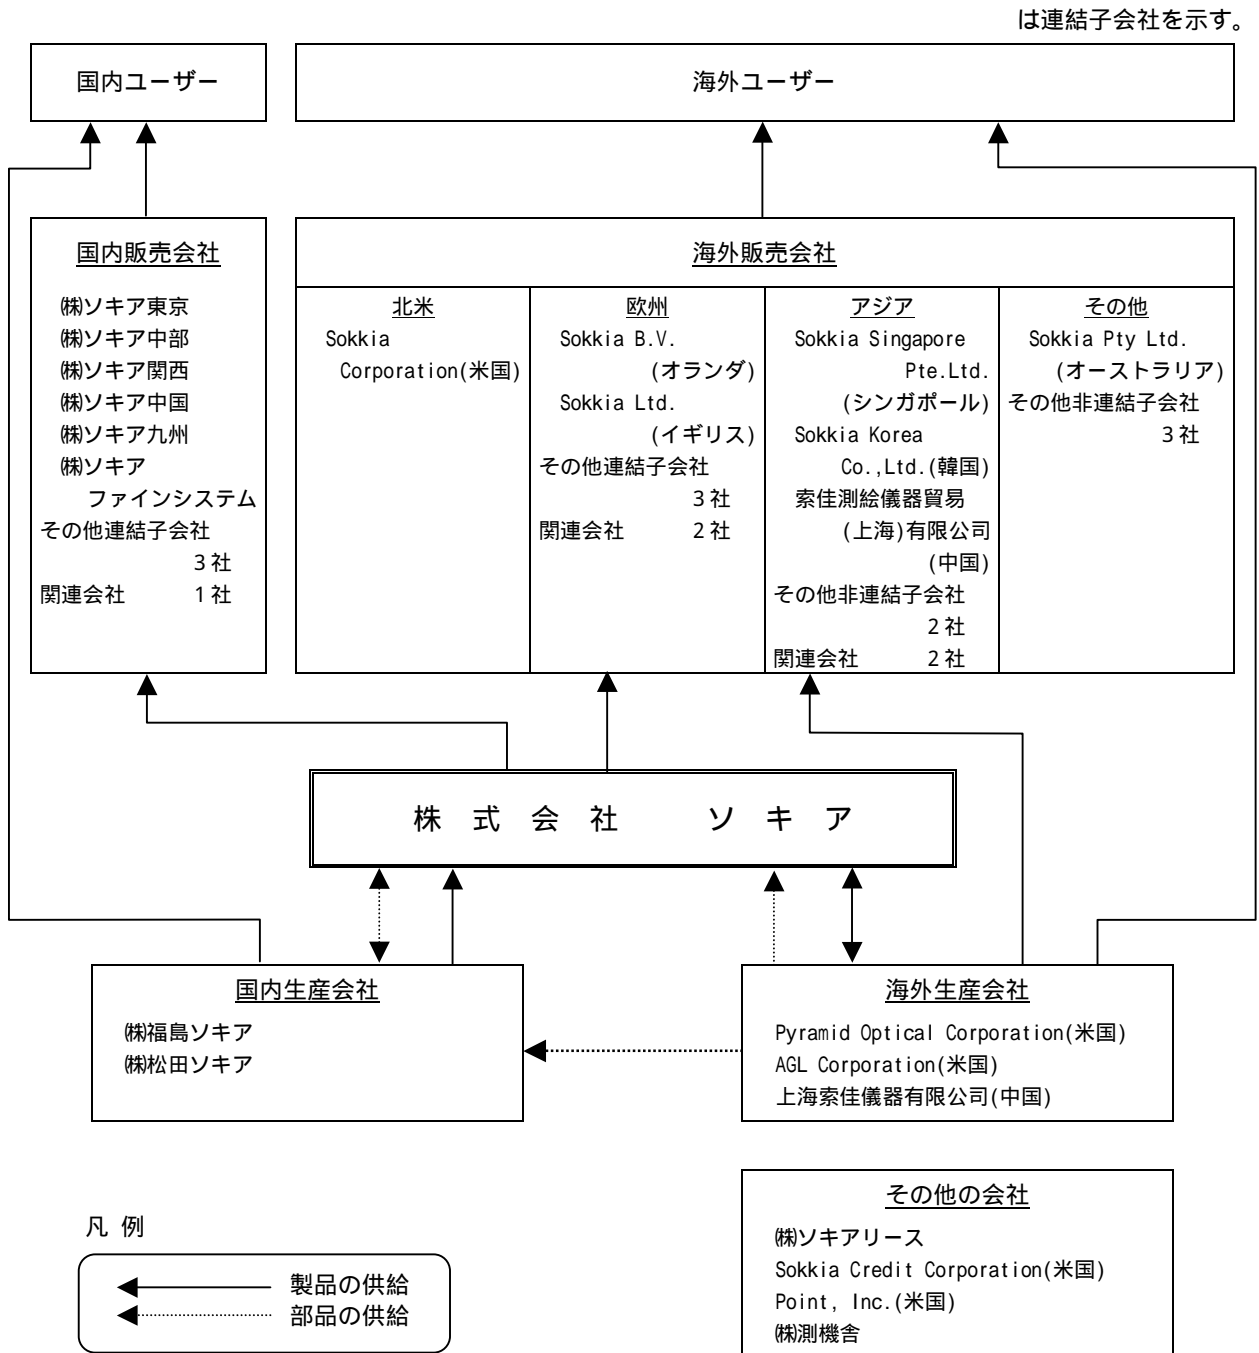 は連結子会社を示す。
国内ユーザー
海外ユーザー
国内販売会社
㈱ソキア東京
㈱ソキア中部
㈱ソキア関西
㈱ソキア中国
㈱ソキア九州
㈱ソキア
ファインシステム
その他連結子会社
3社
関連会社 1社
海外販売会社
北米
Sokkia
Corporation(米国)
欧州
Sokkia B.V.
(オランダ)
Sokkia Ltd.
(イギリス)
その他連結子会社
3社
関連会社 2社
アジア
Sokkia Singapore
Pte.Ltd.
(シンガポール)
Sokkia Korea
Co.,Ltd.(韓国)
索佳測絵儀器貿易
(上海)有限公司
(中国)
その他非連結子会社
2社
関連会社 2社
その他
Sokkia Pty Ltd.
(オーストラリア)
その他非連結子会社
3社
株式会社 ソキア
国内生産会社
㈱福島ソキア
㈱松田ソキア
海外生産会社
Pyramid Optical Corporation(米国)
AGL Corporation(米国)
上海索佳儀器有限公司(中国)
その他の会社
㈱ソキアリース
Sokkia Credit Corporation(米国)
Point, Inc.(米国)
㈱測機舎
凡 例
製品の供給
部品の供給